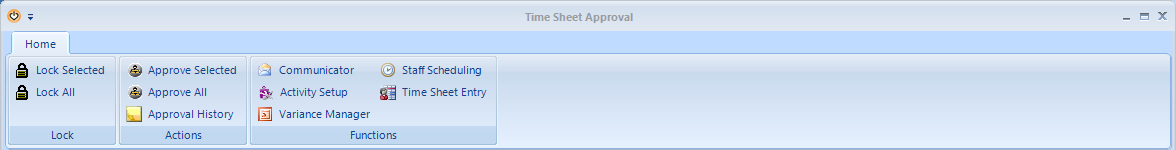 Time Sheet Approval
Home
Lock Selected
Lock All
Lock
Approve Selected
Approve All
Approval History
Actions
Communicator
Activity Setup
Variance Manager
Staff Scheduling
Time Sheet Entry
Functions